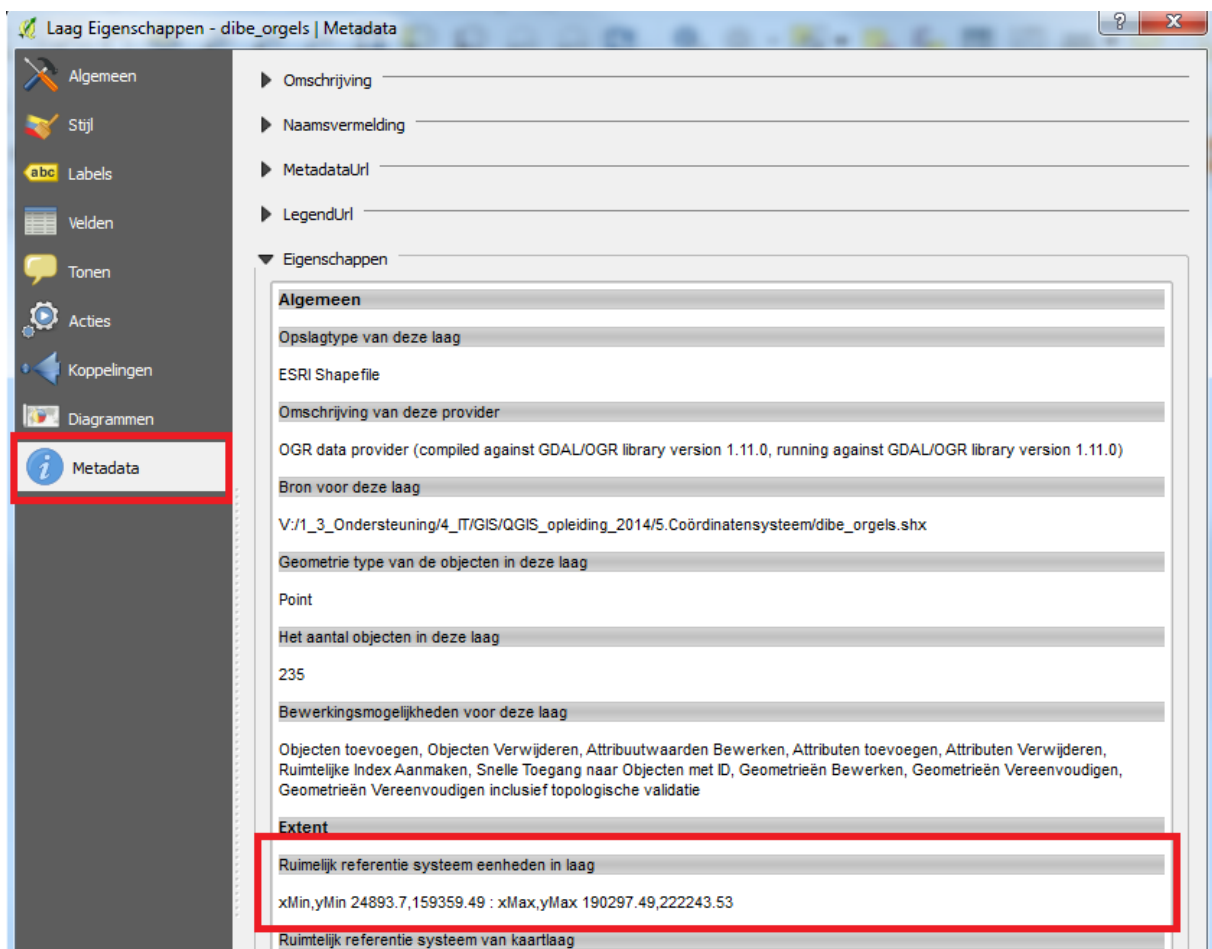 Laag Eigenschappen - dibe_orgels | Metadata
Algemeen
Stijl
abc Labels
Velden
Tonen
Acties
Koppelingen
Diagrammen
Metadata
Omschrijving
Naamsvermelding
MetadataUrl
LegendUrl
Eigenschappen
Algemeen
Opslagtype van deze laag
ESRI Shapefile
Omschrijving van deze provider
OGR data provider (compiled against GDAL/OGR library version 1.11.0, running against GDAL/OGR library version 1.11.0)
Bron voor deze laag
V:/1_3_Ondersteuning/4_IT/GIS/QGIS_opleiding_2014/5.Coördinatensysteem/dibe_orgels.shx
Geometrie type van de objecten in deze laag
Point
Het aantal objecten in deze laag
235
Bewerkingsmogelijkheden voor deze laag
Objecten toevoegen, Objecten Verwijderen, Attribuutwaarden Bewerken, Attributen toevoegen, Attributen Verwijderen,
Ruimtelijke Index Aanmaken, Snelle Toegang naar Objecten met ID, Geometrieën Bewerken, Geometrieën Vereenvoudigen,
Geometrieën Vereenvoudigen inclusief topologische validatie
Extent
Ruimelijk referentie systeem eenheden in laag
xMin,yMin 24893.7,159359.49 : xMax,yMax 190297.49,222243.53
Ruimtelijk referentie systeem van kaartlaag